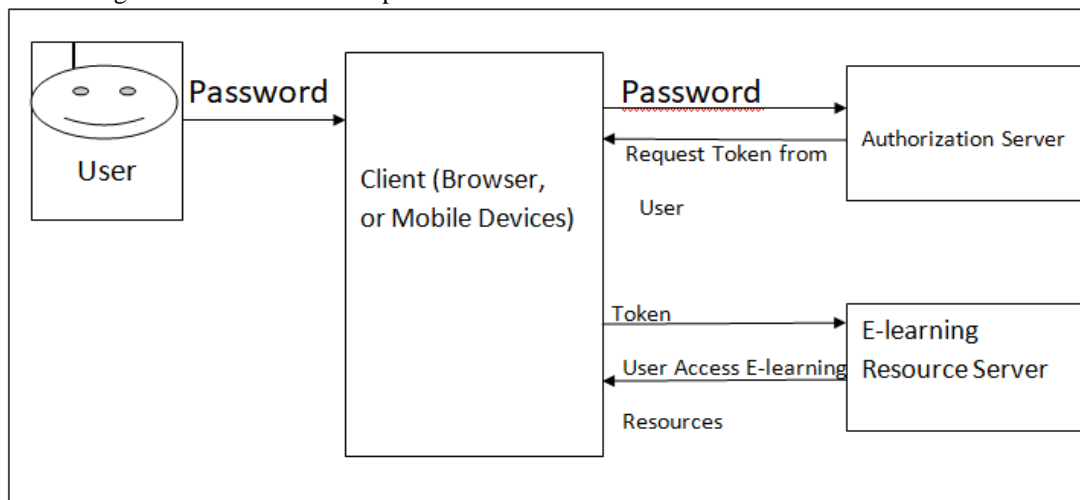 Password
User
Client (Browser,
or Mobile Devices)
Password
Request Token from
User
Authorization Server
Token
User Access E-learning
Resources
E-learning
Resource Server